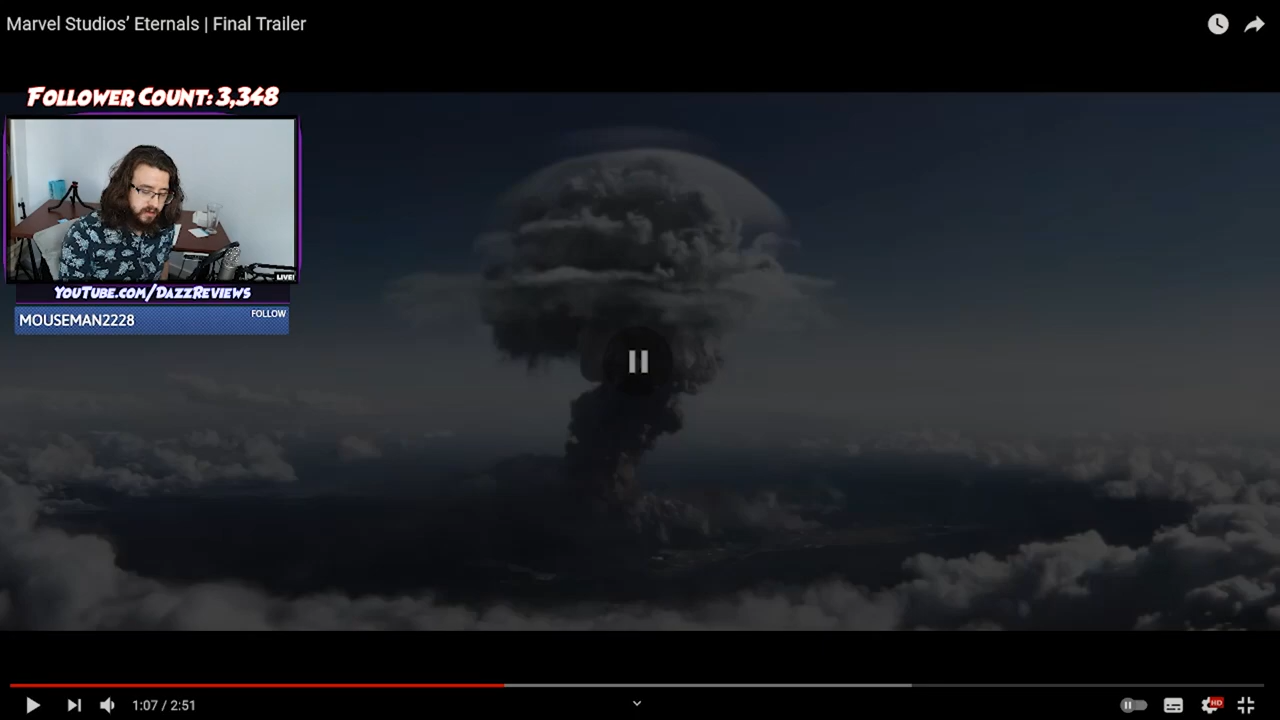 Marvel Studios’ Eternals | Final Trailer
FOLLOWER COUNT: 3,348
LIVE!
YOUTUBE.COM/DAZZREVIEWS
FOLLOW
MOUSEMAN2228
1:07 / 2:51
HD